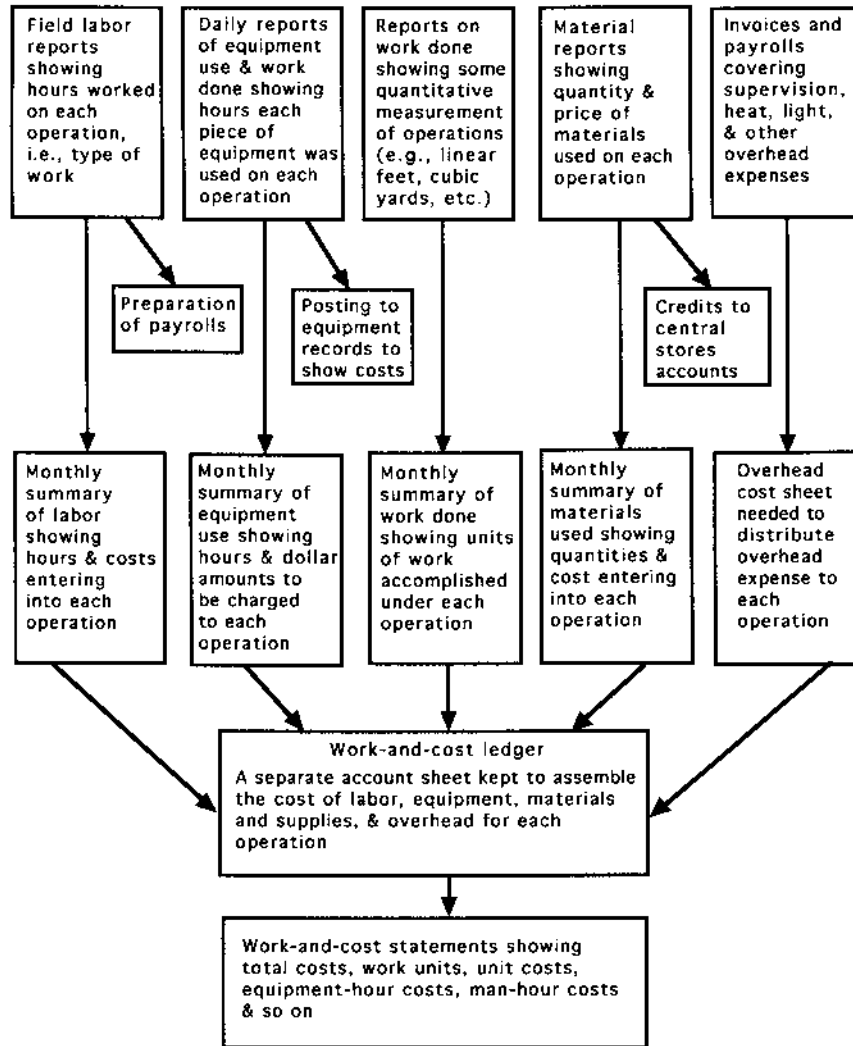 Field labor
reports
showing
hours worked
on each
operation,
i.e., type of
work
Daily reports
of equipment
use & work
done showing
hours each
piece of
equipment was
used on each
operation
Reports on
work done
showing some
quantitative
measurement
of operations
(e.g., linear
feet, cubic
yards, etc.)
Material
reports
showing
quantity &
price of
materials
used on each
operation
Invoices and
payrolls
covering
supervision,
heat, light,
& other
overhead
expenses
Preparation
of payrolls
Posting to
equipment
records to
show costs
Credits to
central
stores
accounts
Monthly
summary
of labor
showing
hours & costs
entering
into each
operation
Monthly
summary of
equipment
use showing
hours & dollar
amounts to
be charged
to each
operation
Monthly
summary of
work done
showing units
of work
accomplished
under each
operation
Monthly
summary of
materials
used showing
quantities &
cost entering
into each
operation
Overhead
cost sheet
needed to
distribute
overhead
expense to
each
operation
Work-and-cost ledger
A separate account sheet kept to assemble
the cost of labor, equipment, materials
and supplies, & overhead for each
operation
Work-and-cost statements showing
total costs, work units, unit costs,
equipment-hour costs, man-hour costs
& so on